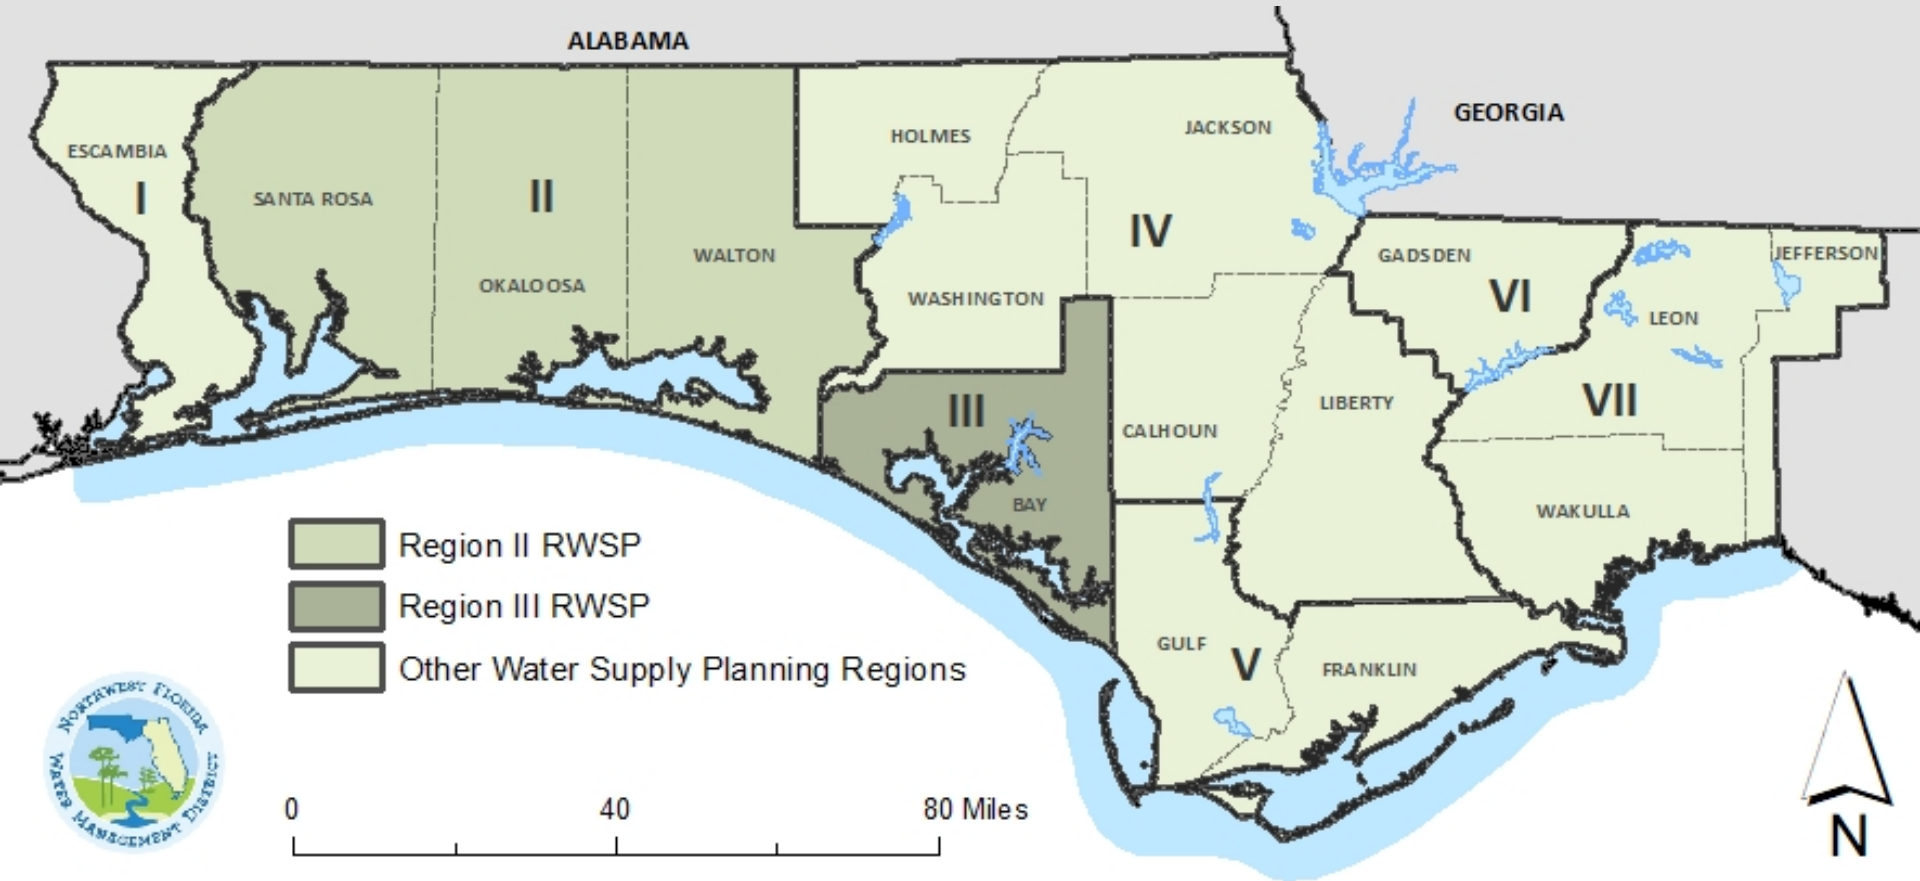 ALABAMA
GEORGIA
ESCAMBIA
I
SANTA ROSA
II
OKALOOSA
WALTON
HOLMES
JACKSON
IV
WASHINGTON
GADSDEN
VI
JEFFERSON
LEON
VII
III
BAY
CALHOUN
LIBERTY
WAKULLA
GULF
V
FRANKLIN
Region II RWSP
Region III RWSP
Other Water Supply Planning Regions
NORTHWEST FLORIDA
WATER MANAGEMENT DISTRICT
0 40 80 Miles
N